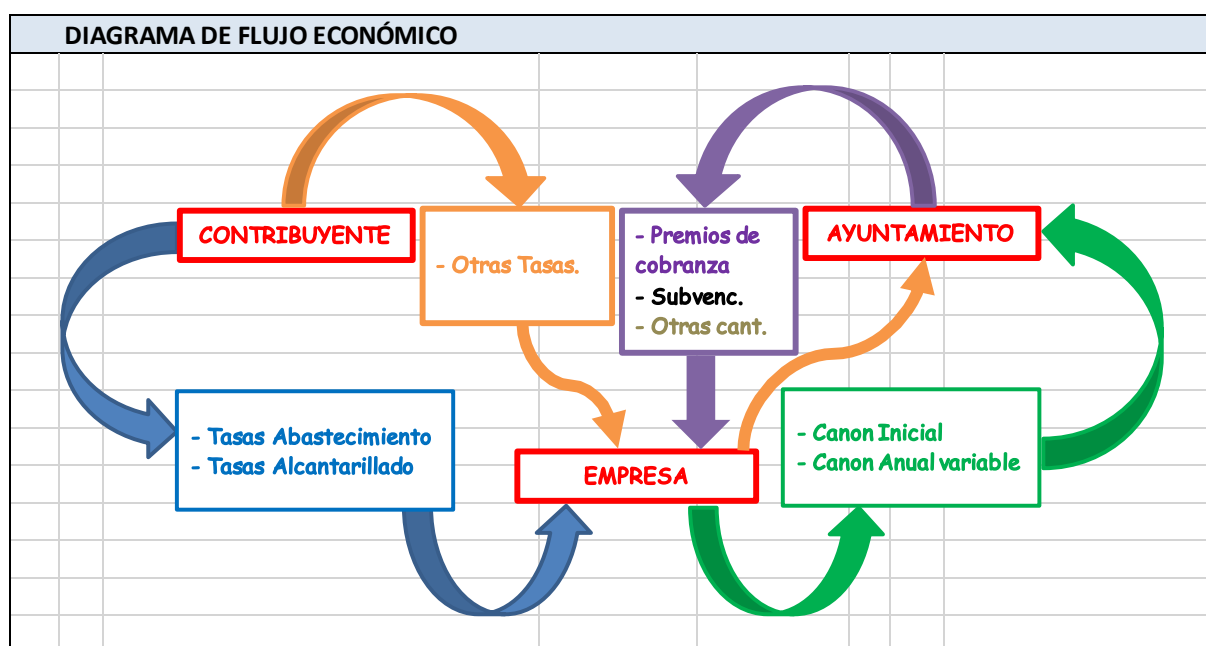 DIAGRAMA DE FLUJO ECONÓMICO
CONTRIBUYENTE
- Otras Tasas.
- Premios de
cobranza
- Subvenc.
- Otras cant.
AYUNTAMIENTO
- Tasas Abastecimiento
- Tasas Alcantarillado
EMPRESA
- Canon Inicial
- Canon Anual variable